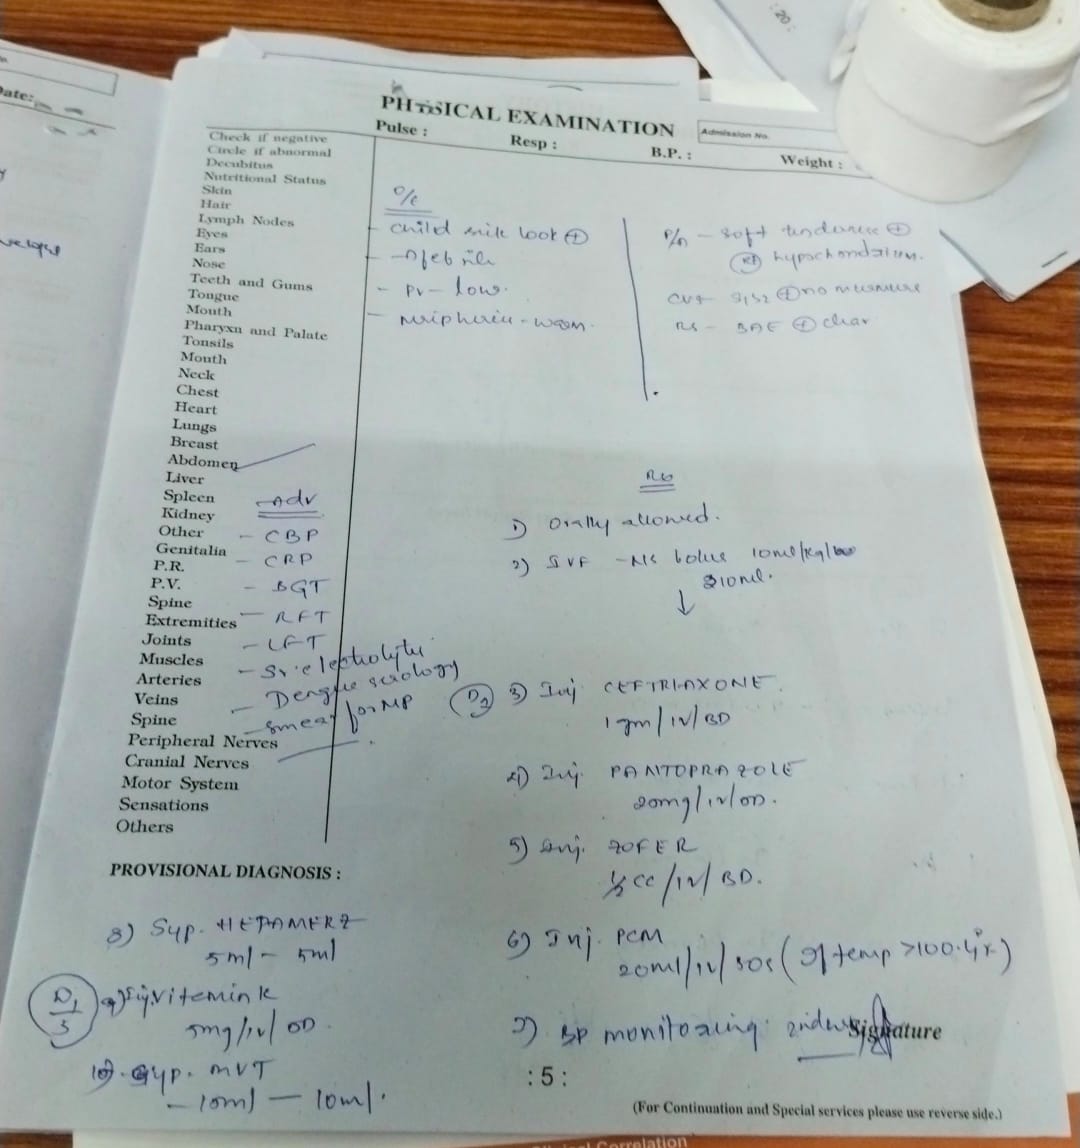 Date:
PHYSICAL EXAMINATION
Admission No.
Pulse :
Resp :
B.P. :
Weight :
Check if negative
Circle if abnormal
Decubitus
Nutritional Status
Skin
Hair
Lymph Nodes
Eyes
Ears
Nose
Teeth and Gums
Tongue
Mouth
Pharyxn and Palate
Tonsils
Mouth
Neck
Chest
Heart
Lungs
Breast
Abdomen
Liver
Spleen
Kidney
Other
Genitalia
P.R.
P.V.
Spine
Extremities
Joints
Muscles
Arteries
Veins
Spine
Peripheral Nerves
Cranial Nerves
Motor System
Sensations
Others
O/E
- child sick look ⊕
- Afebrile
- PV - low.
- peripheries - warm.
P/A - soft tenderness ⊕
(Rt) hypochondrium.
CVS S1S2 ⊕ no murmure
RS - BAE ⊕ clear
Adv
- CBP
- CRP
- BGT
- RFT
- LFT
- Sr. electrolyte
- Dengue serology
- smear for MP
Rx
1) Orally allowed.
2) IVF - NS bolus 10ml/kg/
310ml.
↓
3) Inj CEFTRIAXONE.
1gm/IV/BD
4) Inj. PANTOPRAZOLE
20mg/IV/OD.
5) Inj. ZOFER
½cc/IV/BD.
6) Inj. PCM
20ml/IV/SOS (If temp >100.4°F)
7) BP monitoring
PROVISIONAL DIAGNOSIS :
8) Syp. HEPAMERZ
5ml - 5ml
D1/3 9) Inj. Vitamin K
5mg/IV/OD.
10) Syp. MVT
- 10ml - 10ml.
Signature
: 5 :
(For Continuation and Special services please use reverse side.)
Clinical Correlation
: 20 :